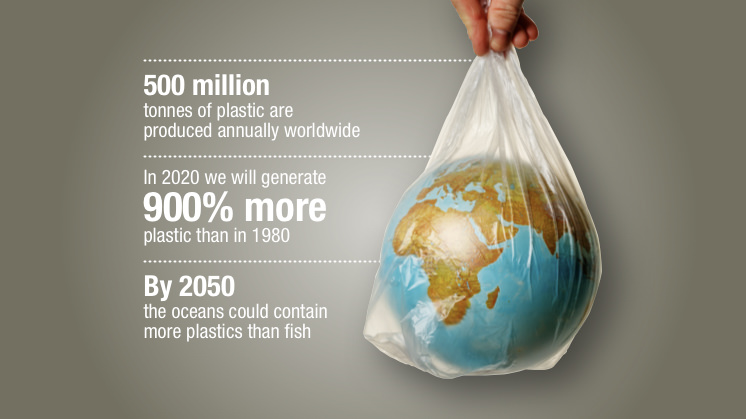 500 million
tonnes of plastic are
produced annually worldwide
In 2020 we will generate
900% more
plastic than in 1980
By 2050
the oceans could contain
more plastics than fish